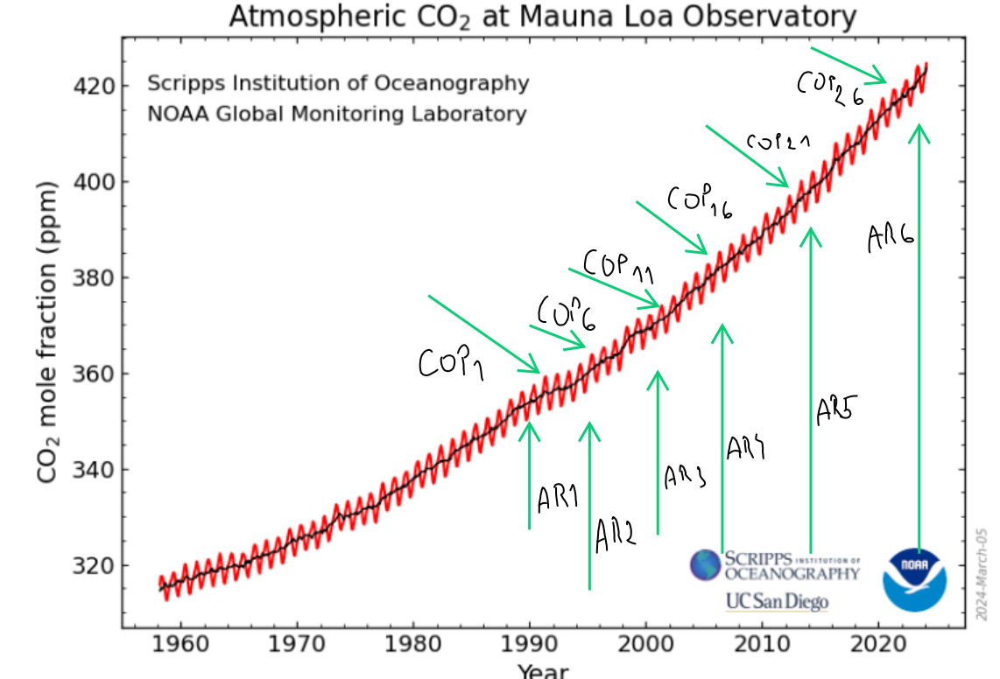 Atmospheric CO₂ at Mauna Loa Observatory
Scripps Institution of Oceanography
NOAA Global Monitoring Laboratory
CO₂ mole fraction (ppm)
420
400
380
360
340
320
COP26
COP21
COP16
COP11
COP6
COP1
AR1
AR2
AR3
AR4
AR5
AR6
SCRIPPS INSTITUTION OF
OCEANOGRAPHY
UC San Diego
NOAA
2024-March-05
1960 1970 1980 1990 2000 2010 2020
Year